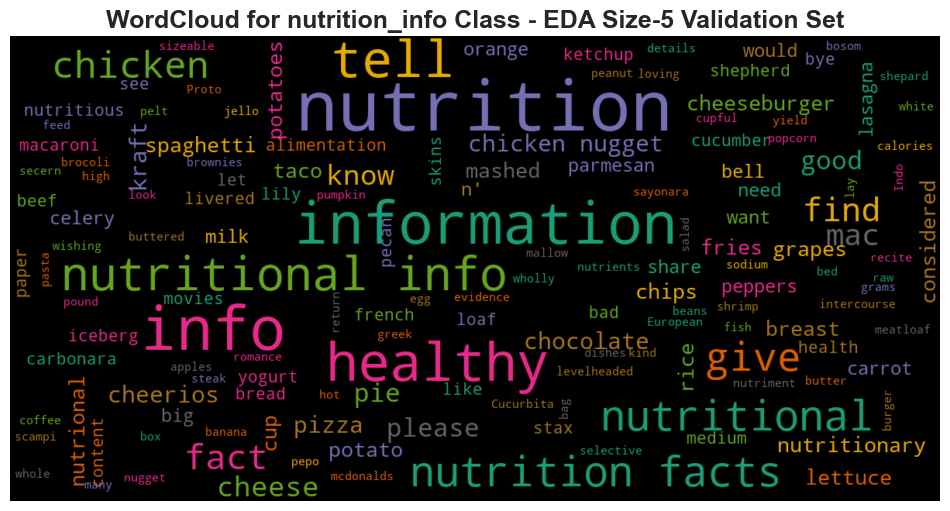 WordCloud for nutrition_info Class - EDA Size-5 Validation Set
sizeable
chicken
see
Proto
nutritious
pelt
jello
feed
potatoes
tell
orange
ketchup
details
peanut
loving
would
bye
bosom
shepherd
lasagna
shepard
nutrition
cheeseburger
cupful
yield
white
macaroni
kraft
spaghetti
alimentation
chicken nugget
skins
cucumber
popcorn
calories
brocoli
secern
high
brownies
let
taco
know
mashed
parmesan
bell
good
Indo
look
livered
lily
pumpkin
n'
sayonara
need
lay
beef
celery
milk
information
pecan
want
find
considered
wishing
buttered
salad
fries
mac
grapes
recite
paper
pasta
nutritional info
mallow
wholly
nutrients
share
sodium
bed
raw
peppers
chips
grams
pound
movies
return
egg
evidence
shrimp
intercourse
iceberg
info
french
loaf
bad
beans
European
fish
breast
meatloaf
greek
chocolate
dishes
kind
health
carbonara
romance
apples
healthy
levelheaded
rice
give
carrot
steak
yogurt
nutriment
butter
cheerios
bread
hot
pie
like
Cucurbita
bag
burger
nutrional
content
big
cup
pizza
please
stax
nutritional
coffee
scampi
box
banana
potato
selective
medium
nutritionary
whole
many
nugget
fact
pepo
mcdonalds
nutrition facts
lettuce
cheese